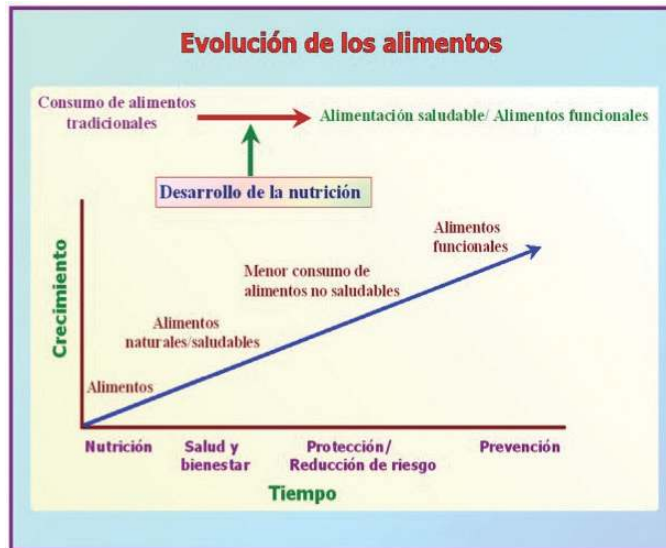 Evolución de los alimentos
Consumo de alimentos
tradicionales
Alimentación saludable/ Alimentos funcionales
Desarrollo de la nutrición
Crecimiento
Alimentos
funcionales
Menor consumo de
alimentos no saludables
Alimentos
naturales/saludables
Alimentos
Nutrición
Salud y
bienestar
Protección/
Reducción de riesgo
Prevención
Tiempo